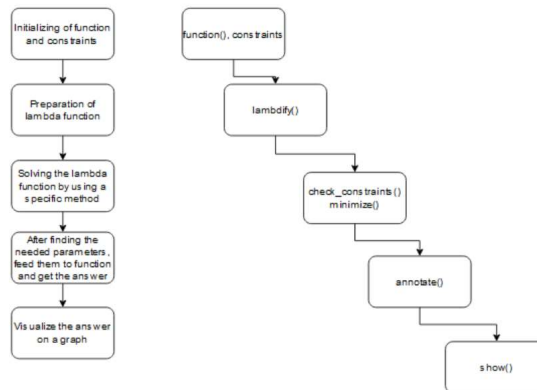 Initializing of function
and constraints
Preparation of
lambda function
Solving the lambda
function by using a
specific method
After finding the
needed parameters,
feed them to function
and get the answer
Visualize the answer
on a graph
function(), constraints
lambdify()
check_constraints()
minimize()
annotate()
show()